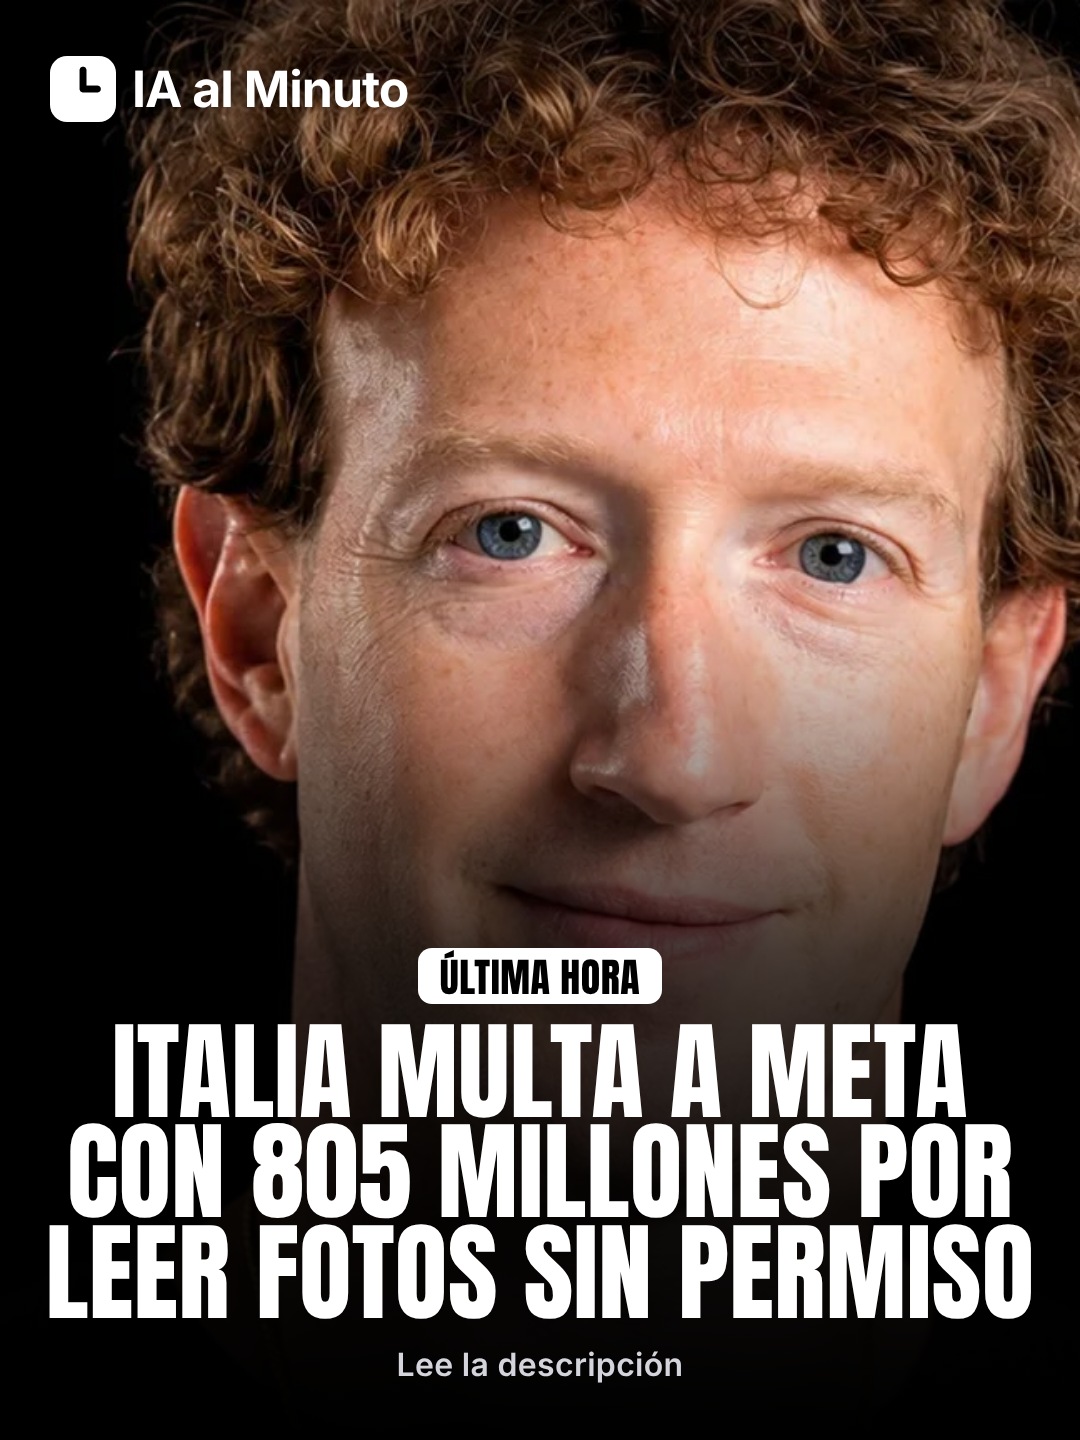 IA al Minuto
ÚLTIMA HORA
ITALIA MULTA A META
CON 805 MILLONES POR
LEER FOTOS SIN PERMISO
Lee la descripción